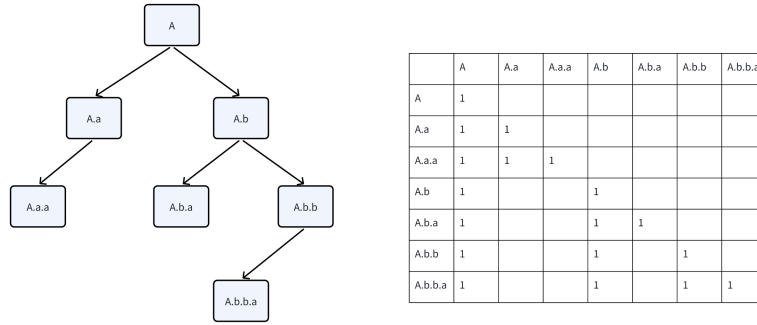 A
A.a
A.b
A.a.a
A.b.a
A.b.b
A.b.b.a
A A.a A.a.a A.b A.b.a A.b.b A.b.b.a
A 1
A.a 1 1
A.a.a 1 1 1
A.b 1 1
A.b.a 1 1 1
A.b.b 1 1 1
A.b.b.a 1 1 1 1